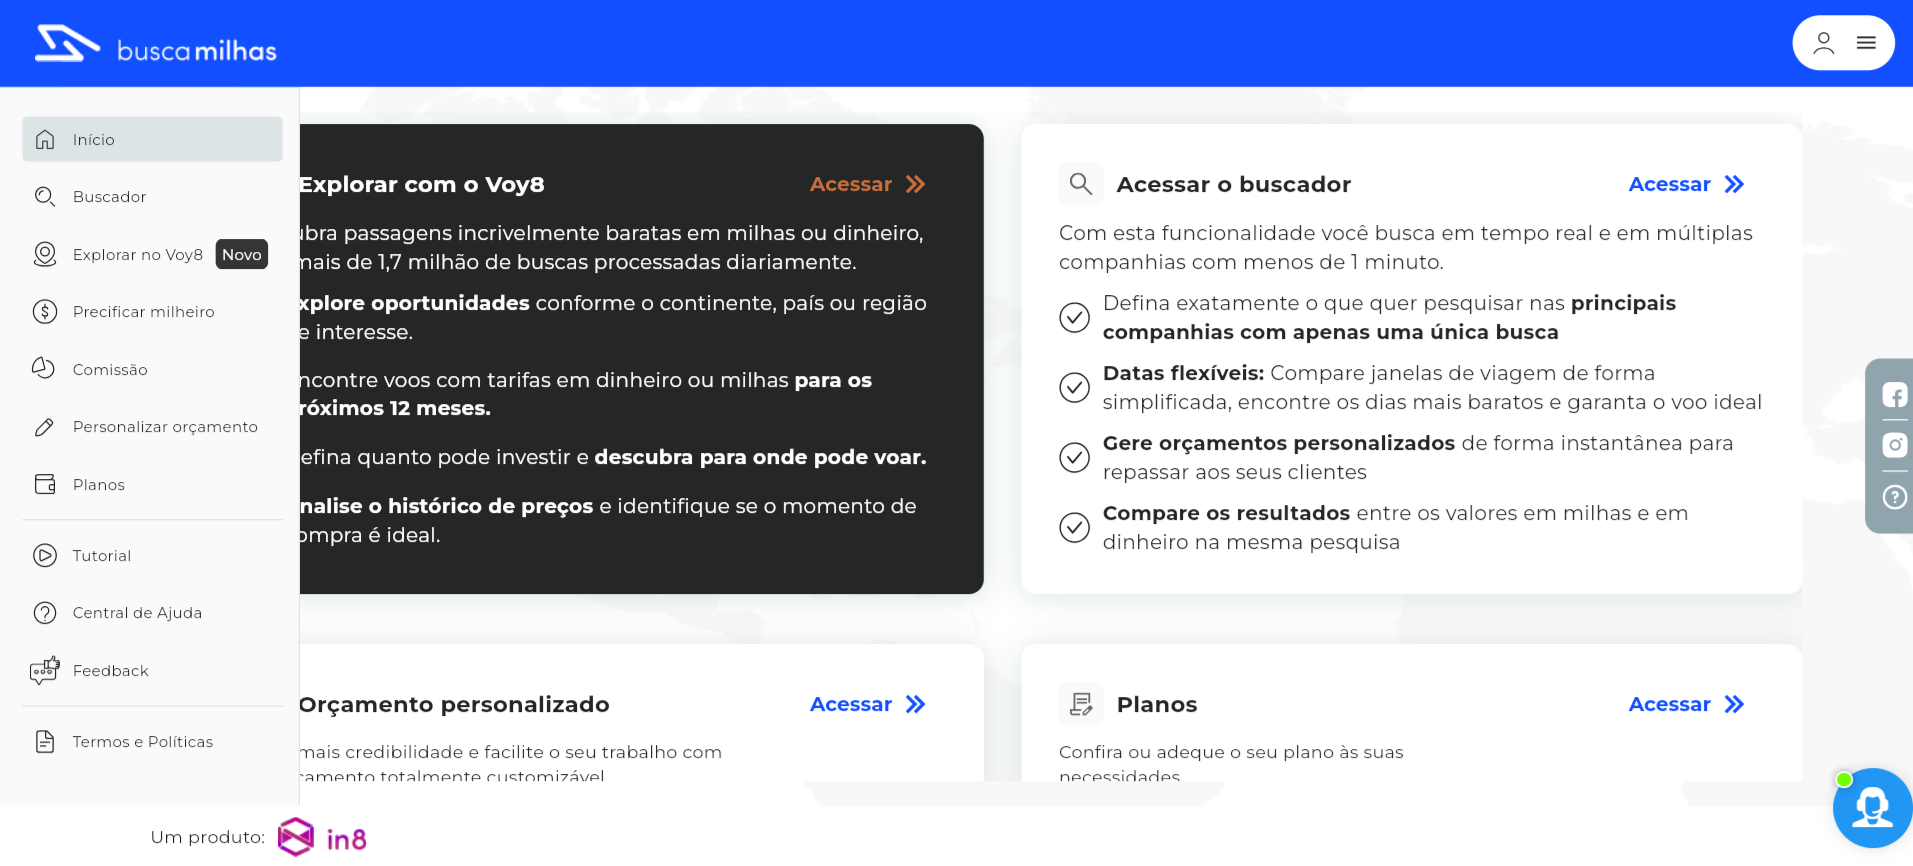 buscamilhas
Início
Buscador
Explorar no Voy8 Novo
Precificar milheiro
Comissão
Personalizar orçamento
Planos
Tutorial
Central de Ajuda
Feedback
Termos e Políticas
Explorar com o Voy8
Acessar
ubra passagens incrivelmente baratas em milhas ou dinheiro,
mais de 1,7 milhão de buscas processadas diariamente.
xplore oportunidades conforme o continente, país ou região
e interesse.
ncontre voos com tarifas em dinheiro ou milhas para os
róximos 12 meses.
efina quanto pode investir e descubra para onde pode voar.
nalise o histórico de preços e identifique se o momento de
ompra é ideal.
Acessar o buscador
Acessar
Com esta funcionalidade você busca em tempo real e em múltiplas
companhias com menos de 1 minuto.
Defina exatamente o que quer pesquisar nas principais
companhias com apenas uma única busca
Datas flexíveis: Compare janelas de viagem de forma
simplificada, encontre os dias mais baratos e garanta o voo ideal
Gere orçamentos personalizados de forma instantânea para
repassar aos seus clientes
Compare os resultados entre os valores em milhas e em
dinheiro na mesma pesquisa
Orçamento personalizado
Acessar
mais credibilidade e facilite o seu trabalho com
çamento totalmente customizável
Planos
Acessar
Confira ou adeque o seu plano às suas
necessidades
Um produto: in8